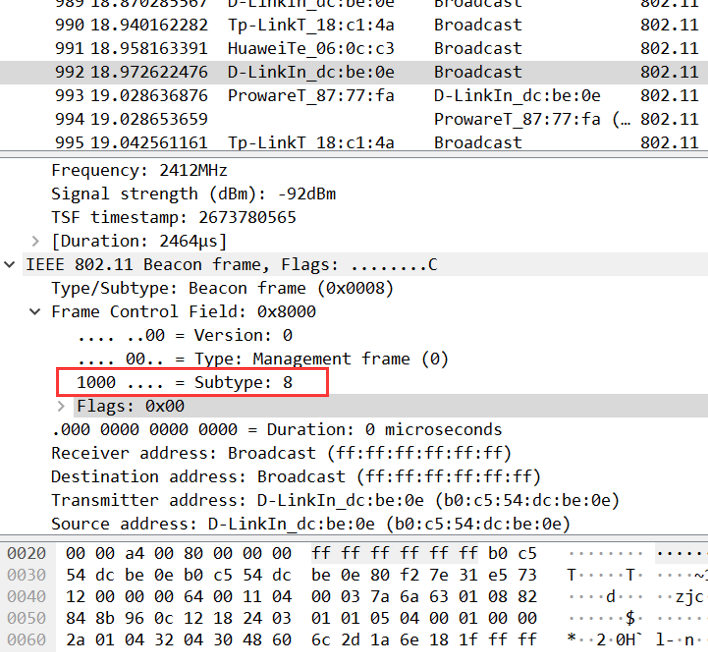 989 18.870285567 D-LinkIn_dc:be:0e Broadcast 802.11
990 18.940162282 Tp-LinkT_18:c1:4a Broadcast 802.11
991 18.958163391 HuaweiTe_06:0c:c3 Broadcast 802.11
992 18.972622476 D-LinkIn_dc:be:0e Broadcast 802.11
993 19.028636876 ProwareT_87:77:fa D-LinkIn_dc:be:0e 802.11
994 19.028653659 ProwareT_87:77:fa (… 802.11
995 19.042561161 Tp-LinkT_18:c1:4a Broadcast 802.11
Frequency: 2412MHz
Signal strength (dBm): -92dBm
TSF timestamp: 2673780565
[Duration: 2464µs]
IEEE 802.11 Beacon frame, Flags: ........C
Type/Subtype: Beacon frame (0x0008)
Frame Control Field: 0x8000
.... ..00 = Version: 0
.... 00.. = Type: Management frame (0)
1000 .... = Subtype: 8
Flags: 0x00
.000 0000 0000 0000 = Duration: 0 microseconds
Receiver address: Broadcast (ff:ff:ff:ff:ff:ff)
Destination address: Broadcast (ff:ff:ff:ff:ff:ff)
Transmitter address: D-LinkIn_dc:be:0e (b0:c5:54:dc:be:0e)
Source address: D-LinkIn_dc:be:0e (b0:c5:54:dc:be:0e)
0020 00 00 a4 00 80 00 00 00 ff ff ff ff ff ff b0 c5 ········ ······
0030 54 dc be 0e b0 c5 54 dc be 0e 80 f2 7e 31 e5 73 T·····T· ····~1
0040 12 00 00 00 64 00 11 04 00 03 7a 6a 63 01 08 82 ····d··· ··zjc·
0050 84 8b 96 0c 12 18 24 03 01 01 05 04 00 01 00 00 ······$· ······
0060 2a 01 04 32 04 30 48 60 6c 2d 1a 6e 18 1f ff ff *··2·0H` l-·n··